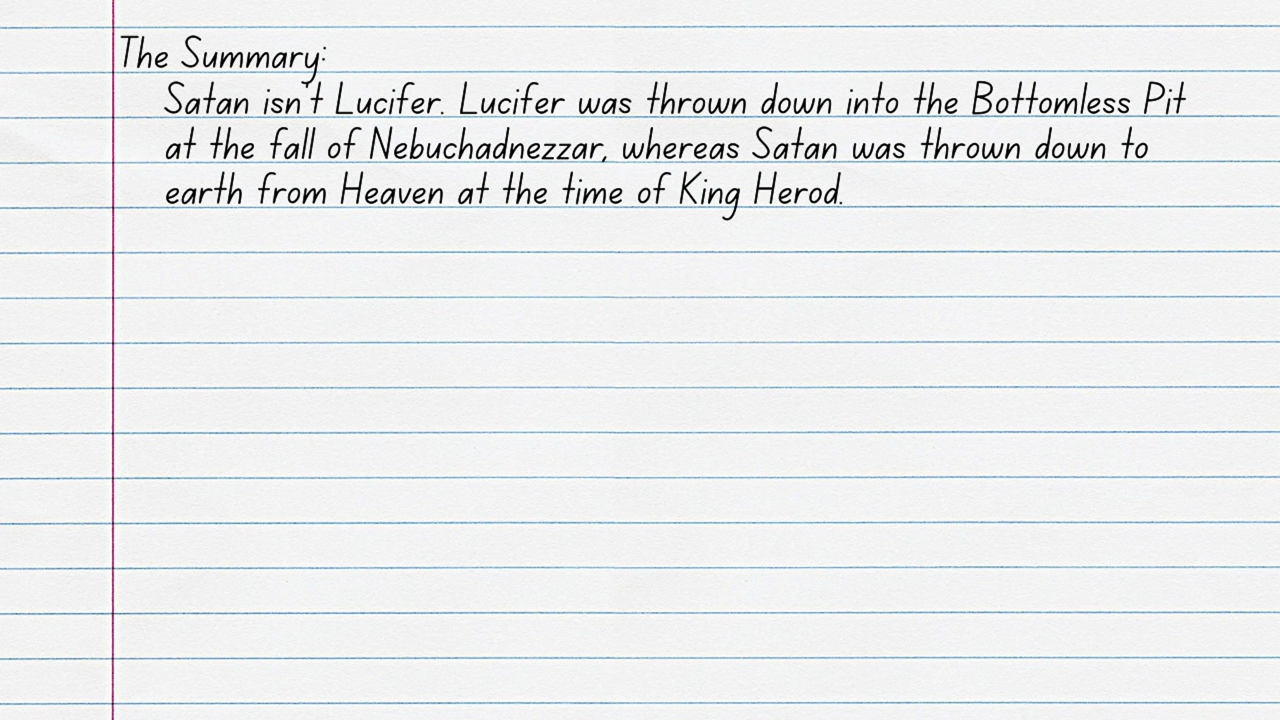 The Summary:
Satan isn't Lucifer. Lucifer was thrown down into the Bottomless Pit
at the fall of Nebuchadnezzar, whereas Satan was thrown down to
earth from Heaven at the time of King Herod.